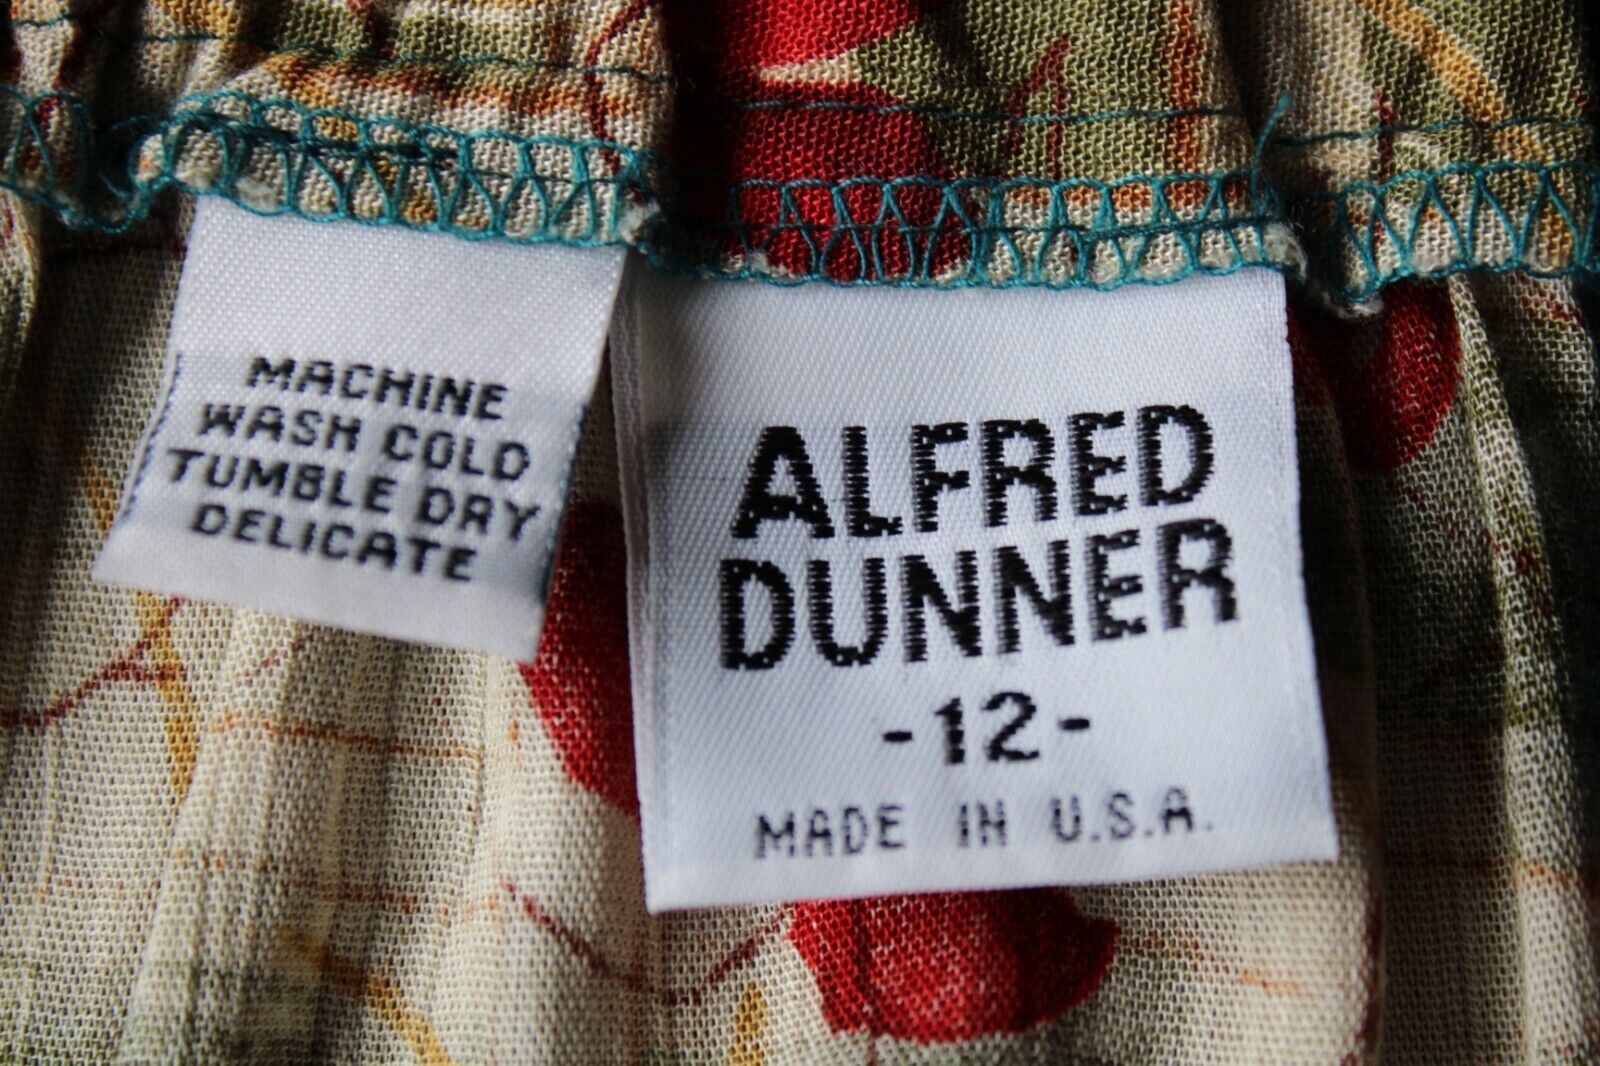 MACHINE
WASH COLD
TUMBLE DRY
DELICATE
ALFRED
DUNNER
-12-
MADE IN U.S.A.